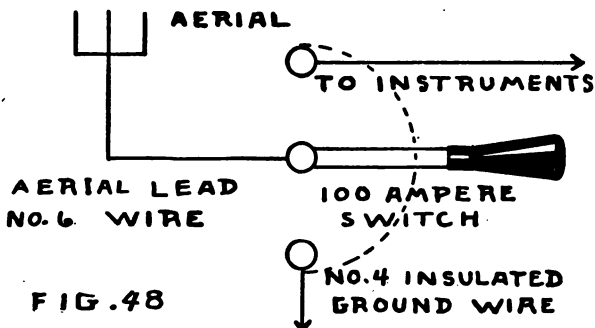 AERIAL
TO INSTRUMENTS
AERIAL LEAD
NO. 6 WIRE
100 AMPERE
SWITCH
NO. 4 INSULATED
GROUND WIRE
FIG. 48